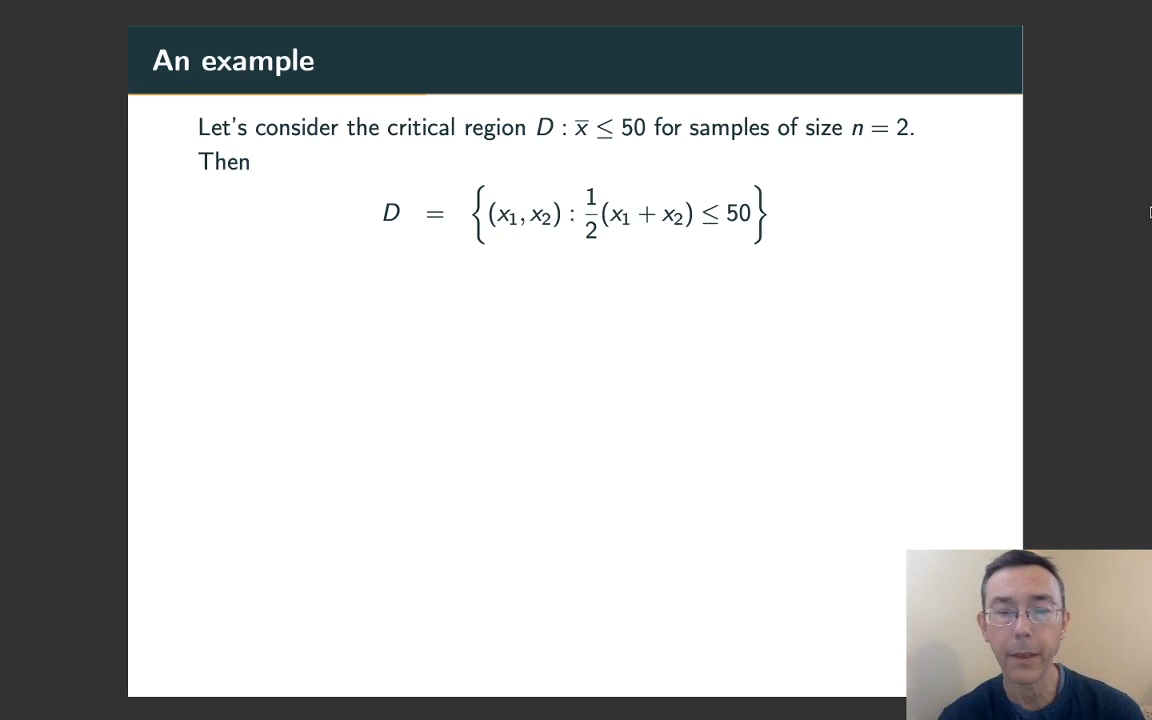 An example
Let's consider the critical region D : x̄ ≤ 50 for samples of size n = 2.
Then
D = {(x₁, x₂) : 1/2(x₁ + x₂) ≤ 50}